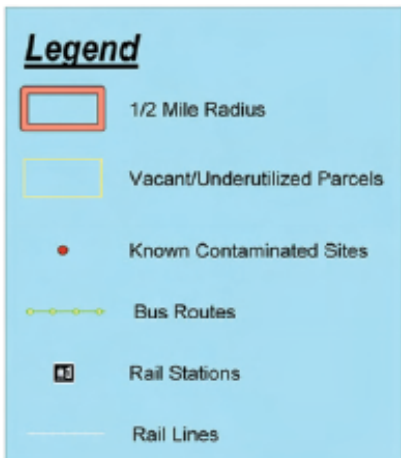 Legend
1/2 Mile Radius
Vacant/Underutilized Parcels
Known Contaminated Sites
Bus Routes
Rail Stations
Rail Lines